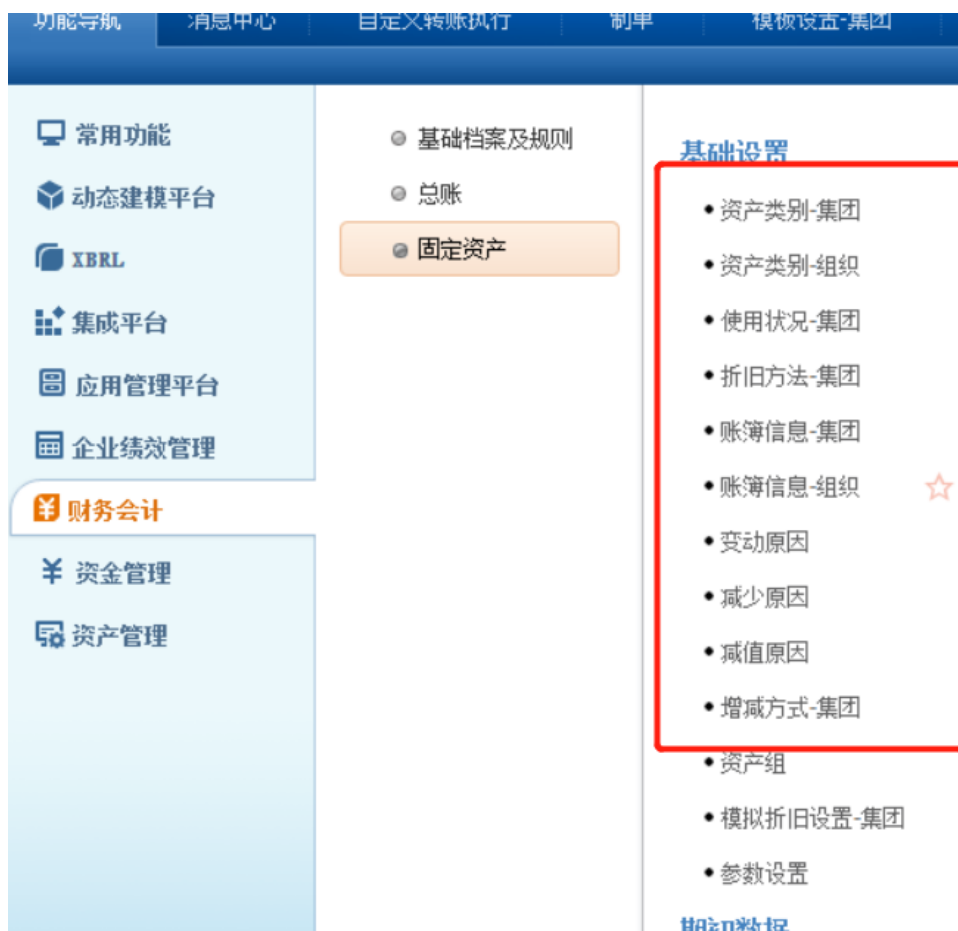 功能导航 消息中心 自定义转账执行 制单 模板设置-集团
常用功能
动态建模平台
XBRL
集成平台
应用管理平台
企业绩效管理
财务会计
资金管理
资产管理
基础档案及规则
总账
固定资产
基础设置
资产类别-集团
资产类别-组织
使用状况-集团
折旧方法-集团
账簿信息-集团
账簿信息-组织
变动原因
减少原因
减值原因
增减方式-集团
资产组
模拟折旧设置-集团
参数设置
期初数据